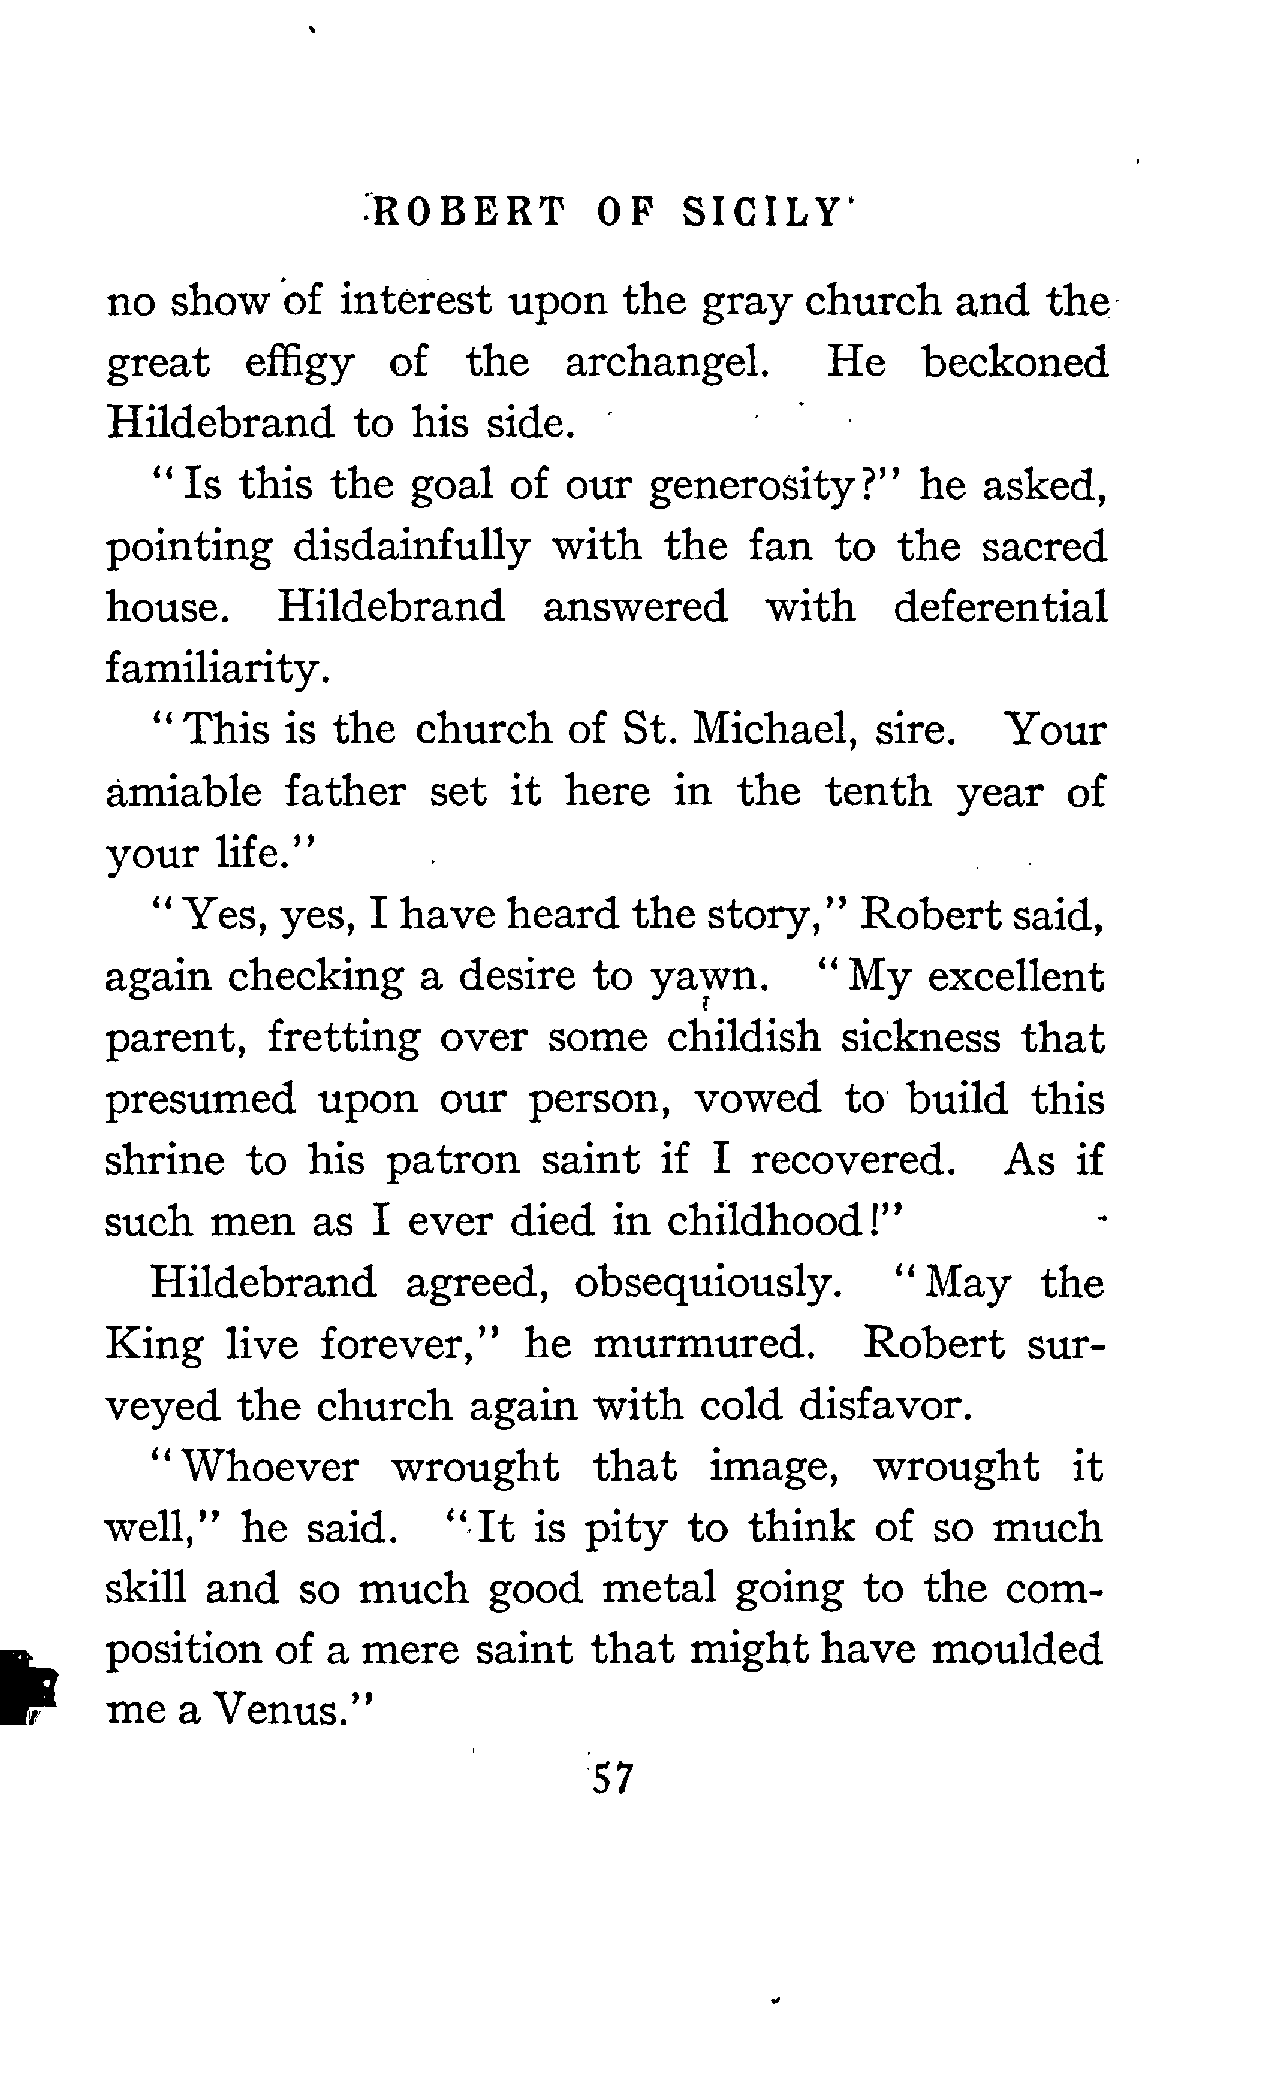 ROBERT OF SICILY
no show of interest upon the gray church and the
great effigy of the archangel. He beckoned
Hildebrand to his side.
"Is this the goal of our generosity?" he asked,
pointing disdainfully with the fan to the sacred
house. Hildebrand answered with deferential
familiarity.
"This is the church of St. Michael, sire. Your
amiable father set it here in the tenth year of
your life."
"Yes, yes, I have heard the story," Robert said,
again checking a desire to yawn. "My excellent
parent, fretting over some childish sickness that
presumed upon our person, vowed to build this
shrine to his patron saint if I recovered. As if
such men as I ever died in childhood!"
Hildebrand agreed, obsequiously. "May the
King live forever," he murmured. Robert sur-
veyed the church again with cold disfavor.
"Whoever wrought that image, wrought it
well," he said. "It is pity to think of so much
skill and so much good metal going to the com-
position of a mere saint that might have moulded
me a Venus."
57